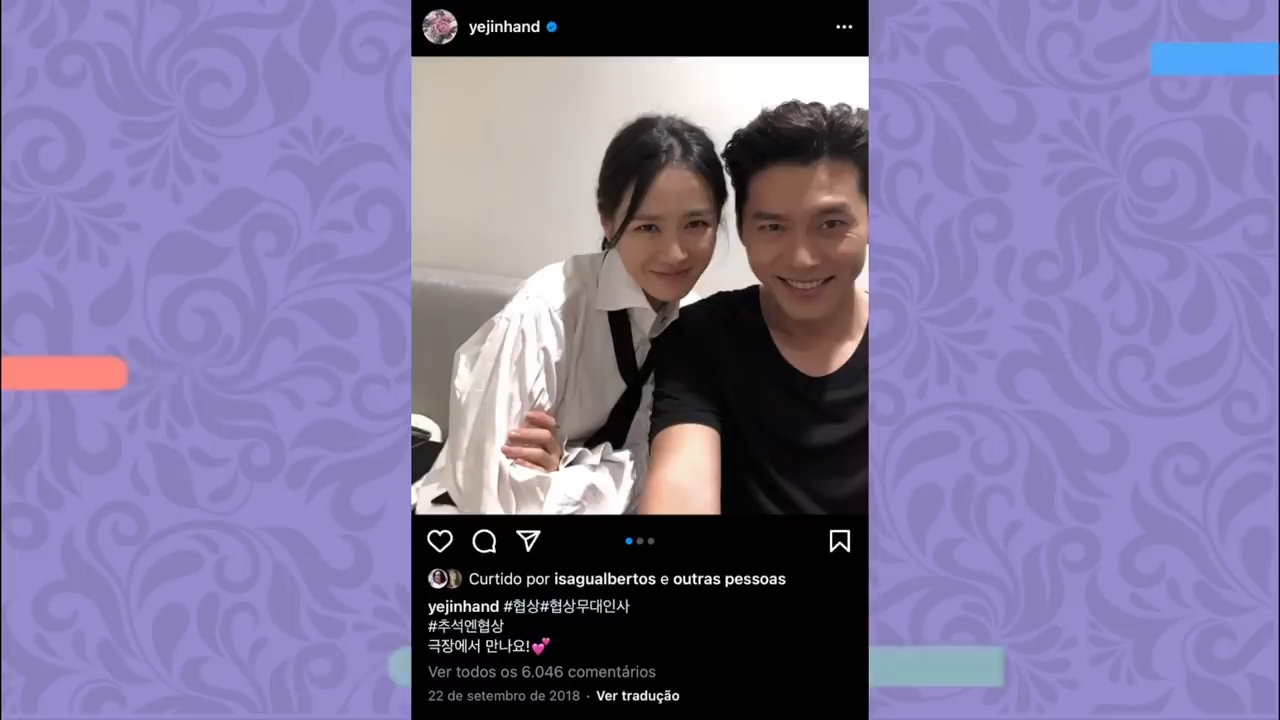 yejinhand
Curtido por isagualbertos e outras pessoas
yejinhand #협상#협상무대인사
#추석엔협상
극장에서 만나요!💕
Ver todos os 6.046 comentários
22 de setembro de 2018 · Ver tradução